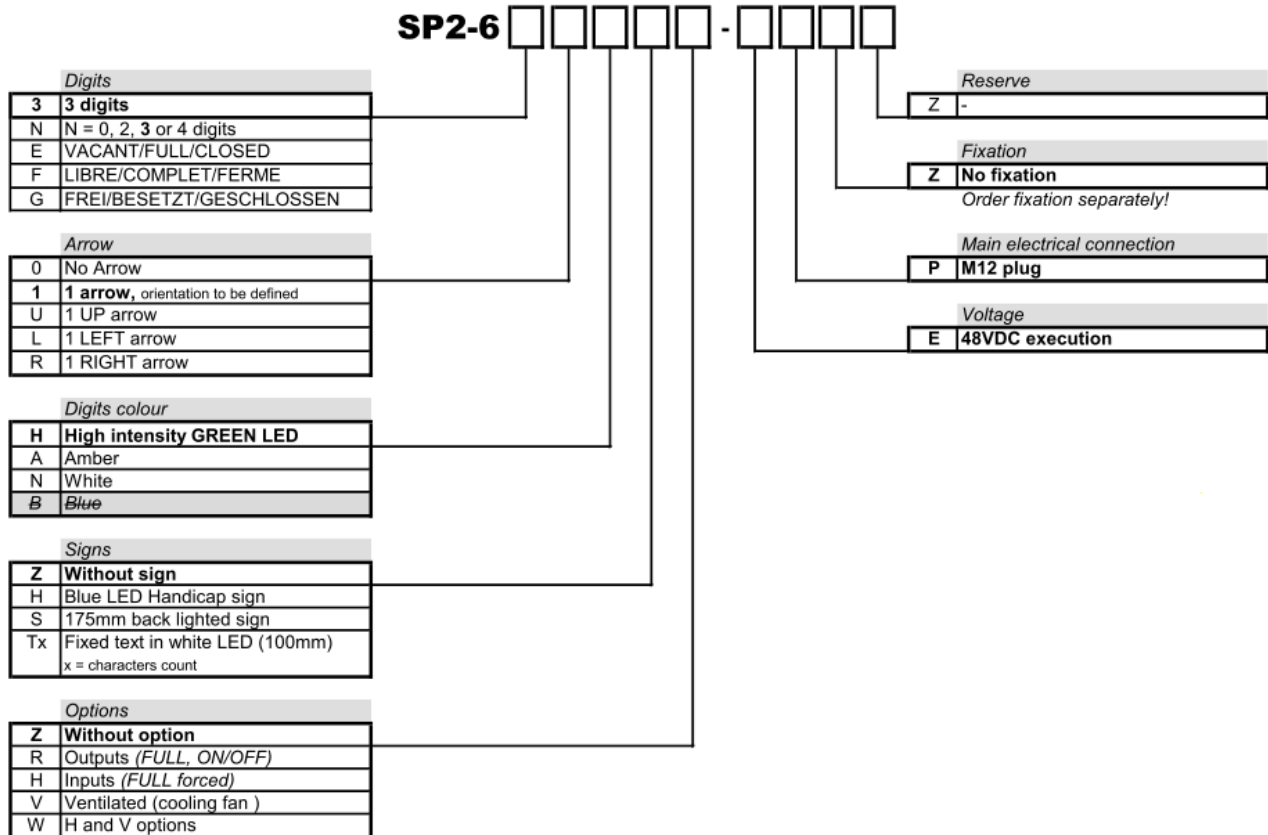 SP2-6 -
Digits
3 3 digits
N N = 0, 2, 3 or 4 digits
E VACANT/FULL/CLOSED
F LIBRE/COMPLET/FERME
G FREI/BESETZT/GESCHLOSSEN
Arrow
0 No Arrow
1 1 arrow, orientation to be defined
U 1 UP arrow
L 1 LEFT arrow
R 1 RIGHT arrow
Digits colour
H High intensity GREEN LED
A Amber
N White
B Blue
Signs
Z Without sign
H Blue LED Handicap sign
S 175mm back lighted sign
Tx Fixed text in white LED (100mm)
x = characters count
Options
Z Without option
R Outputs (FULL, ON/OFF)
H Inputs (FULL forced)
V Ventilated (cooling fan )
W H and V options
Reserve
Z -
Fixation
Z No fixation
Order fixation separately!
Main electrical connection
P M12 plug
Voltage
E 48VDC execution